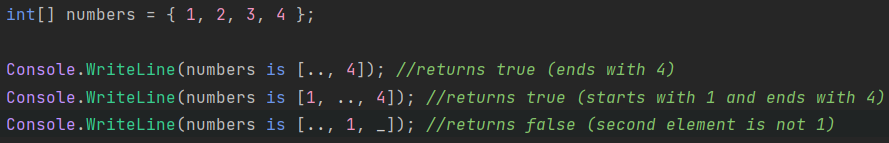 int[] numbers = { 1, 2, 3, 4 };
Console.WriteLine(numbers is [.., 4]); //returns true (ends with 4)
Console.WriteLine(numbers is [1, .., 4]); //returns true (starts with 1 and ends with 4)
Console.WriteLine(numbers is [.., 1, _]); //returns false (second element is not 1)